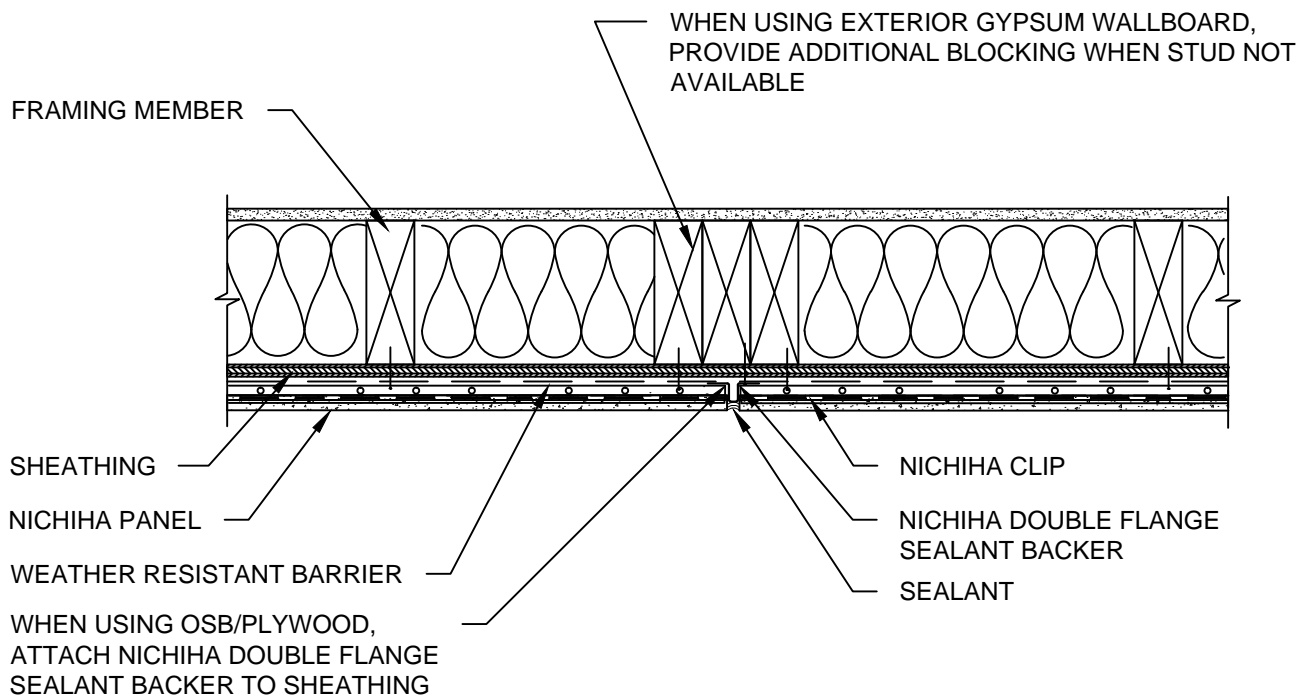 WHEN USING EXTERIOR GYPSUM WALLBOARD,
PROVIDE ADDITIONAL BLOCKING WHEN STUD NOT
AVAILABLE
FRAMING MEMBER
SHEATHING
NICHIHA PANEL
WEATHER RESISTANT BARRIER
WHEN USING OSB/PLYWOOD,
ATTACH NICHIHA DOUBLE FLANGE
SEALANT BACKER TO SHEATHING
NICHIHA CLIP
NICHIHA DOUBLE FLANGE
SEALANT BACKER
SEALANT